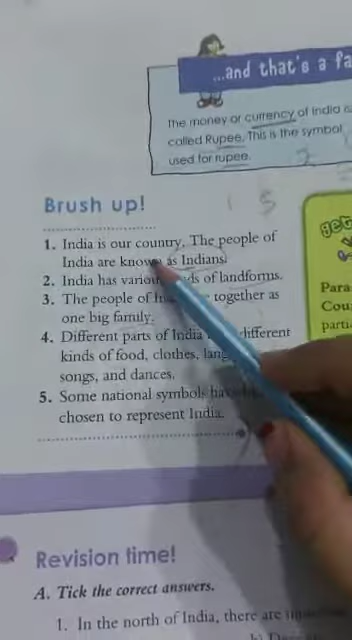 ...and that's a fa
The money or currency of India is
called Rupee. This is the symbol
used for rupee.
Brush up!
get
1. India is our country. The people of
India are known as Indians.
2. India has various of landforms.
Para
3. The people of together as
Cou
one big family.
parti
4. Different parts of India different
kinds of food, clothes,
songs, and dances.
5. Some national symbols
chosen to represent India.
Revision time!
A. Tick the correct answers.
1. In the north of India, there are